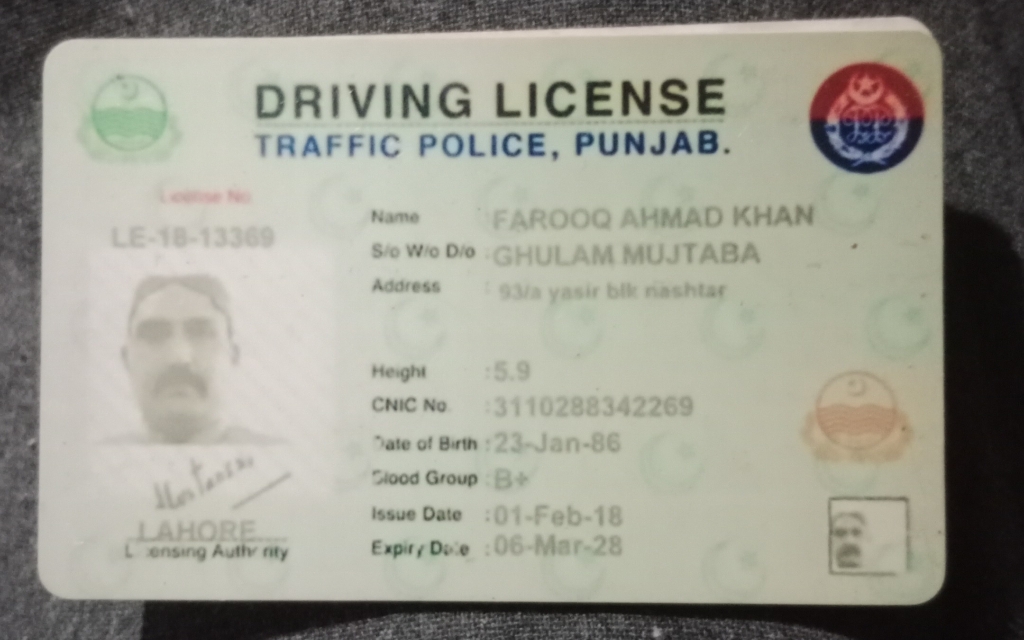 DRIVING LICENSE
TRAFFIC POLICE, PUNJAB.
License No
LE-18-13369
Name FAROOQ AHMAD KHAN
S/o W/o D/o : GHULAM MUJTABA
Address : 93/a yasir blk nashtar
Height : 5.9
CNIC No. : 3110288342269
Date of Birth : 23-Jan-86
Blood Group : B+
Issue Date : 01-Feb-18
Expiry Date : 06-Mar-28
LAHORE
Licensing Authority